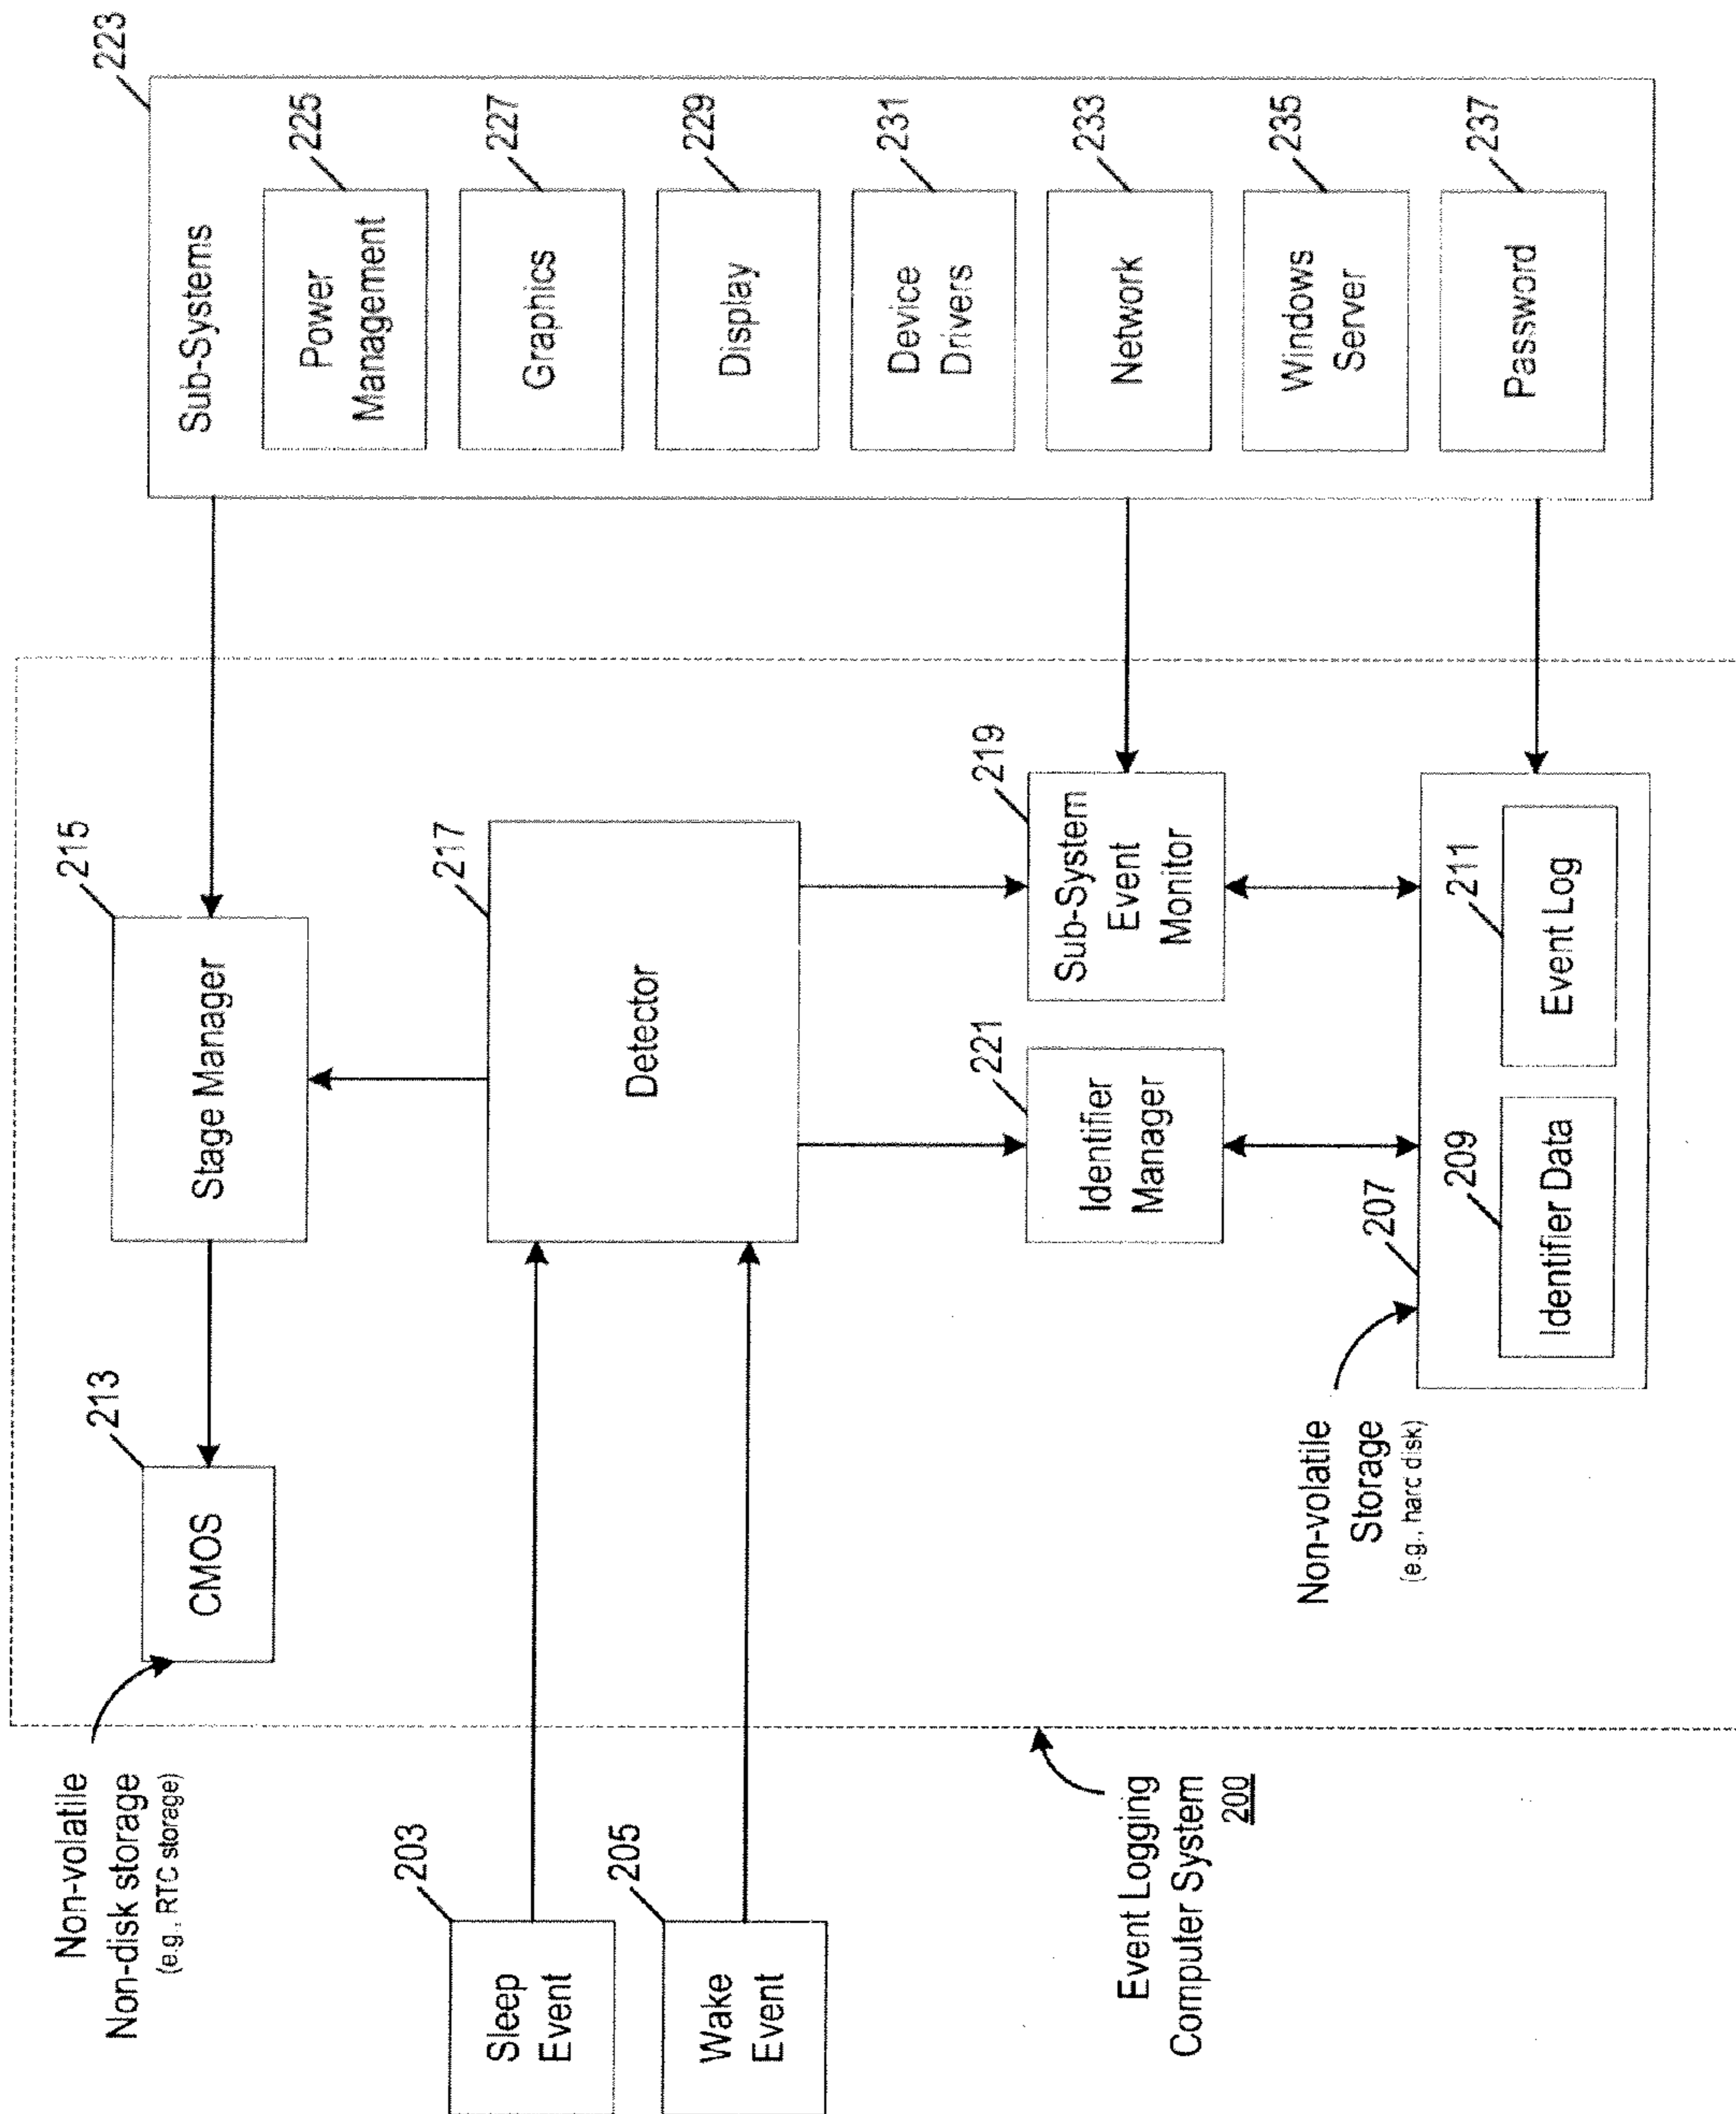 Non-volatile
Non-disk storage
(e.g., RTC storage)
213
CMOS
215
Stage Manager
203
Sleep
Event
205
Wake
Event
217
Detector
221
Identifier
Manager
219
Sub-System
Event
Monitor
Event Logging
Computer System
200
Non-volatile
Storage
(e.g., harc disk)
207
209
Identifier Data
211
Event Log
223
Sub-Systems
225
Power
Management
227
Graphics
229
Display
231
Device
Drivers
233
Network
235
Windows
Server
237
Password